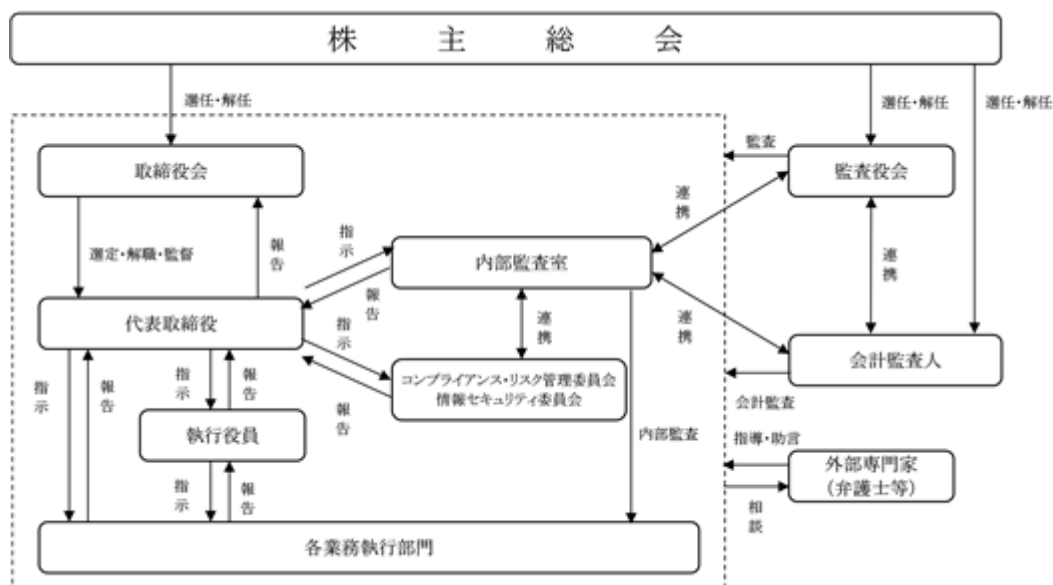 株主総会
選任・解任
選任・解任
選任・解任
取締役会
監査
監査役会
選定・解職・監督
報告
指示
内部監査室
連携
連携
報告
代表取締役
指示
連携
連携
会計監査人
指示
報告
指示
報告
報告
コンプライアンス・リスク管理委員会
情報セキュリティ委員会
会計監査
執行役員
内部監査
指導・助言
指示
報告
外部専門家
(弁護士等)
相談
各業務執行部門